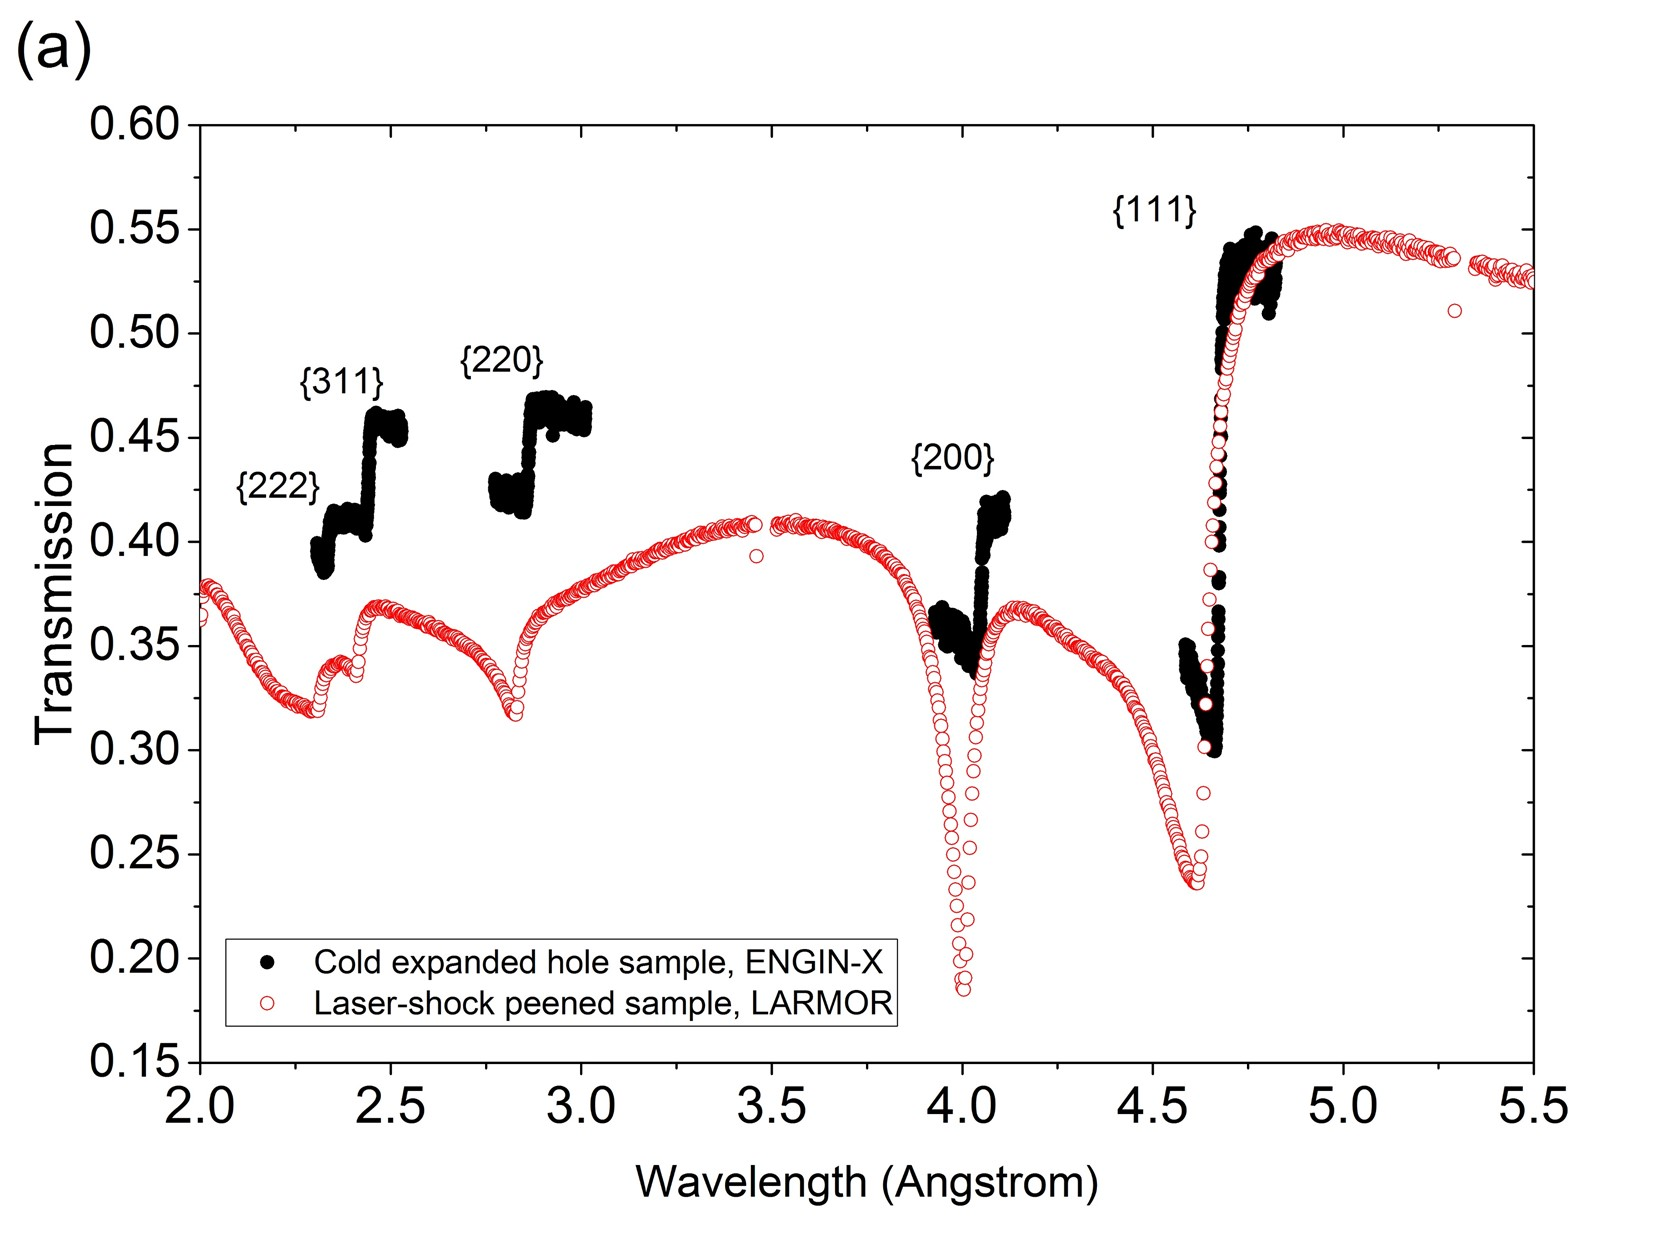 (a)
0.60
0.55
0.50
0.45
0.40
0.35
0.30
0.25
0.20
0.15
Transmission
{111}
{220}
{311}
{200}
{222}
Cold expanded hole sample, ENGIN-X
Laser-shock peened sample, LARMOR
2.0 2.5 3.0 3.5 4.0 4.5 5.0 5.5
Wavelength (Angstrom)